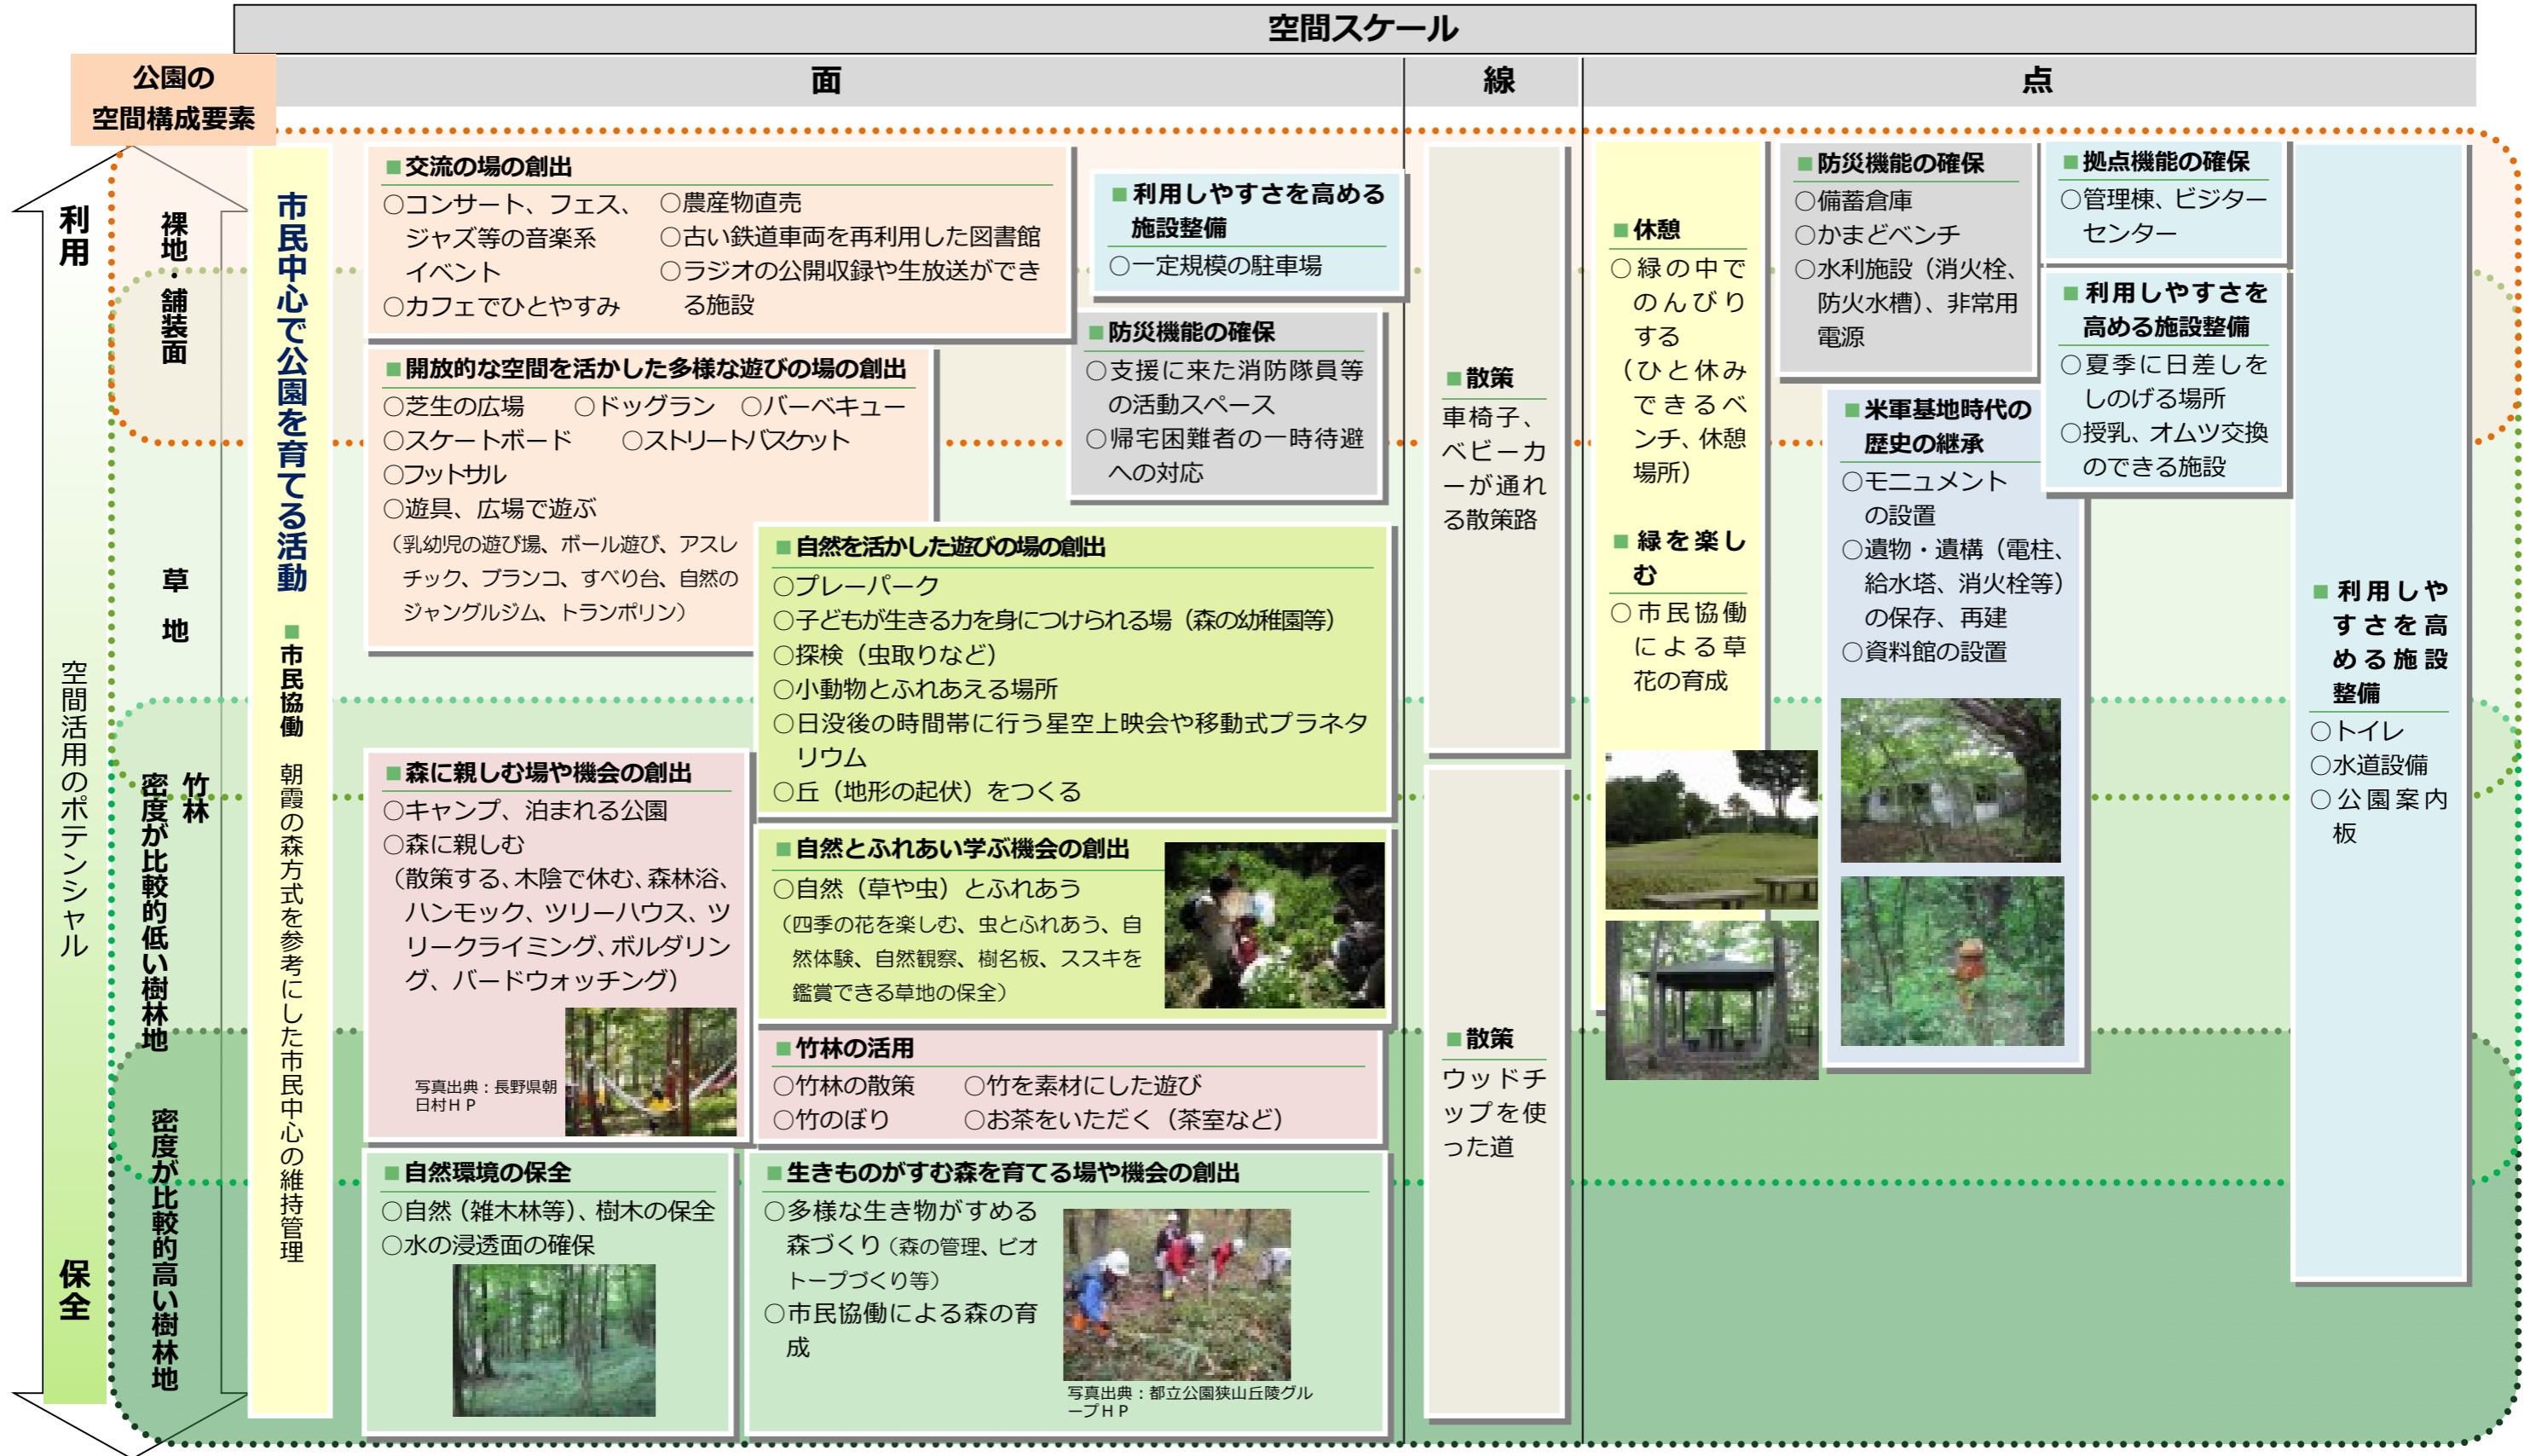 空間スケール
公園の
空間構成要素
面
線
点
利用
空間活用のポテンシャル
保全
裸地・舗装面
草地
竹林
密度が比較的低い樹林地
密度が比較的高い樹林地
市民中心で公園を育てる活動
■市民協働
朝霞の森方式を参考にした市民中心の維持管理
■交流の場の創出
○コンサート、フェス、
ジャズ等の音楽系
イベント
○カフェでひとやすみ
○農産物直売
○古い鉄道車両を再利用した図書館
○ラジオの公開収録や生放送ができ
る施設
■利用しやすさを高める
施設整備
○一定規模の駐車場
■防災機能の確保
○支援に来た消防隊員等
の活動スペース
○帰宅困難者の一時待避
への対応
■開放的な空間を活かした多様な遊びの場の創出
○芝生の広場 ○ドッグラン ○バーベキュー
○スケートボード ○ストリートバスケット
○フットサル
○遊具、広場で遊ぶ
（乳幼児の遊び場、ボール遊び、アスレ
チック、ブランコ、すべり台、自然の
ジャングルジム、トランポリン）
■自然を活かした遊びの場の創出
○プレーパーク
○子どもが生きる力を身につけられる場（森の幼稚園等）
○探検（虫取りなど）
○小動物とふれあえる場所
○日没後の時間帯に行う星空上映会や移動式プラネタ
リウム
○丘（地形の起伏）をつくる
■森に親しむ場や機会の創出
○キャンプ、泊まれる公園
○森に親しむ
（散策する、木陰で休む、森林浴、
ハンモック、ツリーハウス、ツ
リークライミング、ボルダリン
グ、バードウォッチング）
写真出典：長野県朝
日村ＨＰ
■自然とふれあい学ぶ機会の創出
○自然（草や虫）とふれあう
（四季の花を楽しむ、虫とふれあう、自
然体験、自然観察、樹名板、ススキを
鑑賞できる草地の保全）
■竹林の活用
○竹林の散策 ○竹を素材にした遊び
○竹のぼり ○お茶をいただく（茶室など）
■自然環境の保全
○自然（雑木林等）、樹木の保全
○水の浸透面の確保
■生きものがすむ森を育てる場や機会の創出
○多様な生き物がすめる
森づくり（森の管理、ビオ
トープづくり等）
○市民協働による森の育
成
写真出典：都立公園狭山丘陵グル
ープＨＰ
■散策
車椅子、
ベビーカ
ーが通れ
る散策路
■散策
ウッドチ
ップを使
った道
■休憩
○緑の中で
のんびり
する
（ひと休み
できるベ
ンチ、休憩
場所）
■緑を楽し
む
○市民協働
による草
花の育成
■防災機能の確保
○備蓄倉庫
○かまどベンチ
○水利施設（消火栓、
防火水槽）、非常用
電源
■米軍基地時代の
歴史の継承
○モニュメント
の設置
○遺物・遺構（電柱、
給水塔、消火栓等）
の保存、再建
○資料館の設置
■拠点機能の確保
○管理棟、ビジター
センター
■利用しやすさを
高める施設整備
○夏季に日差しを
しのげる場所
○授乳、オムツ交換
のできる施設
■利用しや
すさを高
める施設
整備
○トイレ
○水道設備
○公園案内
板